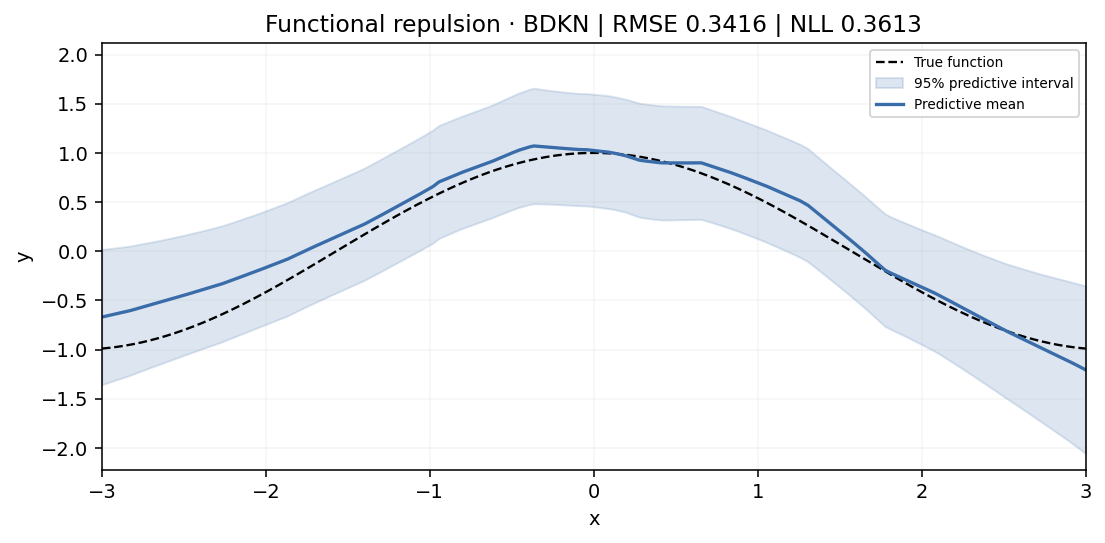 Functional repulsion · BDKN | RMSE 0.3416 | NLL 0.3613
True function
95% predictive interval
Predictive mean
2.0
1.5
1.0
0.5
0.0
−0.5
−1.0
−1.5
−2.0
y
−3
−2
−1
0
1
2
3
x